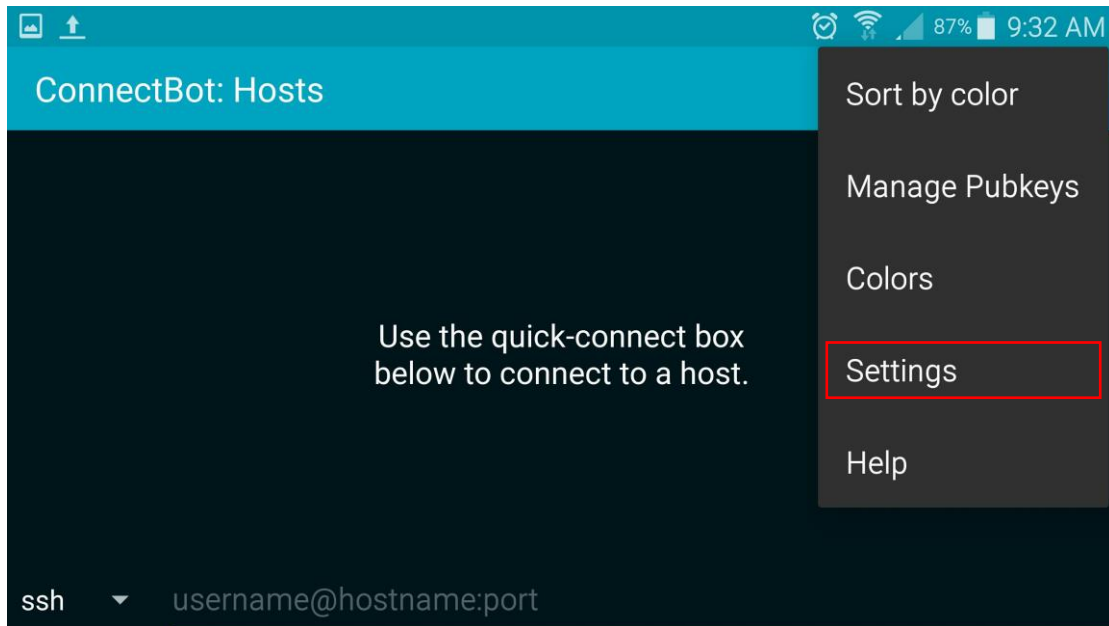 87% 9:32 AM
ConnectBot: Hosts
Sort by color
Manage Pubkeys
Colors
Settings
Help
Use the quick-connect box
below to connect to a host.
ssh username@hostname:port